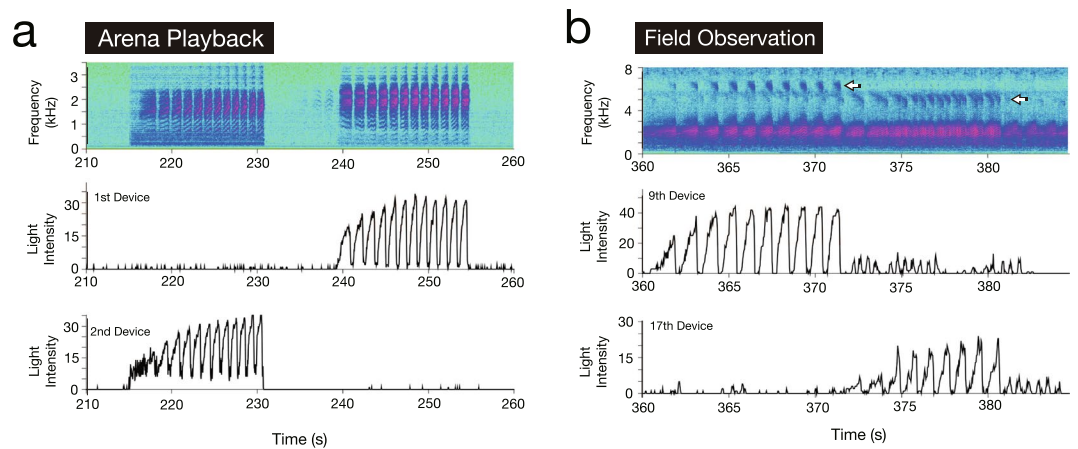 a
Arena Playback
Frequency
(kHz)
3
2
1
0
210 220 230 240 250 260
1st Device
Light
Intensity
30
15
0
210 220 230 240 250 260
2nd Device
Light
Intensity
30
15
0
210 220 230 240 250 260
Time (s)
b
Field Observation
Frequency
(kHz)
8
6
4
2
0
360 365 370 375 380
9th Device
Light
Intensity
40
20
0
360 365 370 375 380
17th Device
Light
Intensity
30
15
0
360 365 370 375 380
Time (s)